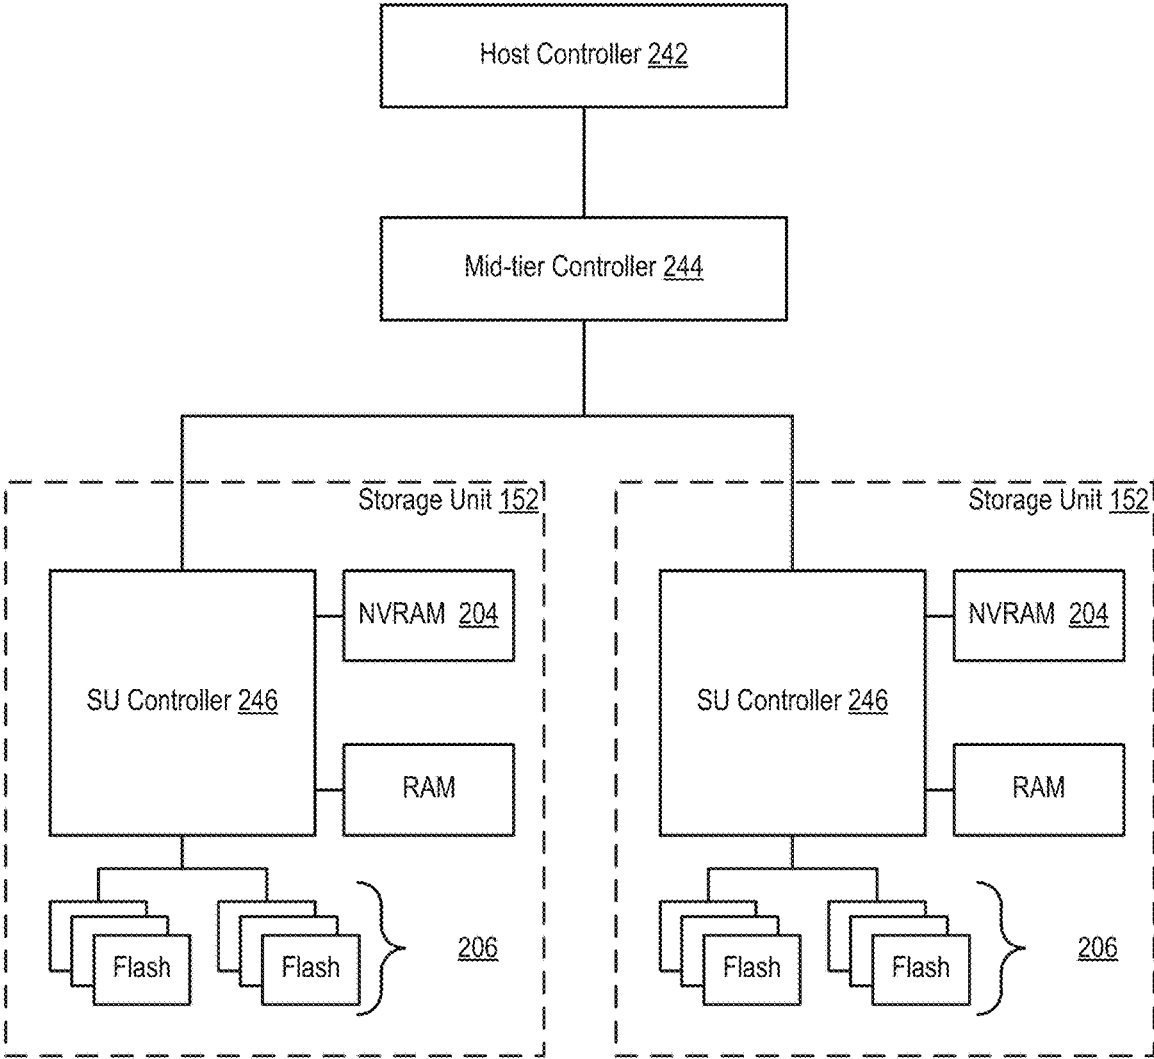 Host Controller 242
Mid-tier Controller 244
Storage Unit 152
Storage Unit 152
NVRAM 204
NVRAM 204
SU Controller 246
SU Controller 246
RAM
RAM
Flash
Flash
206
Flash
Flash
206